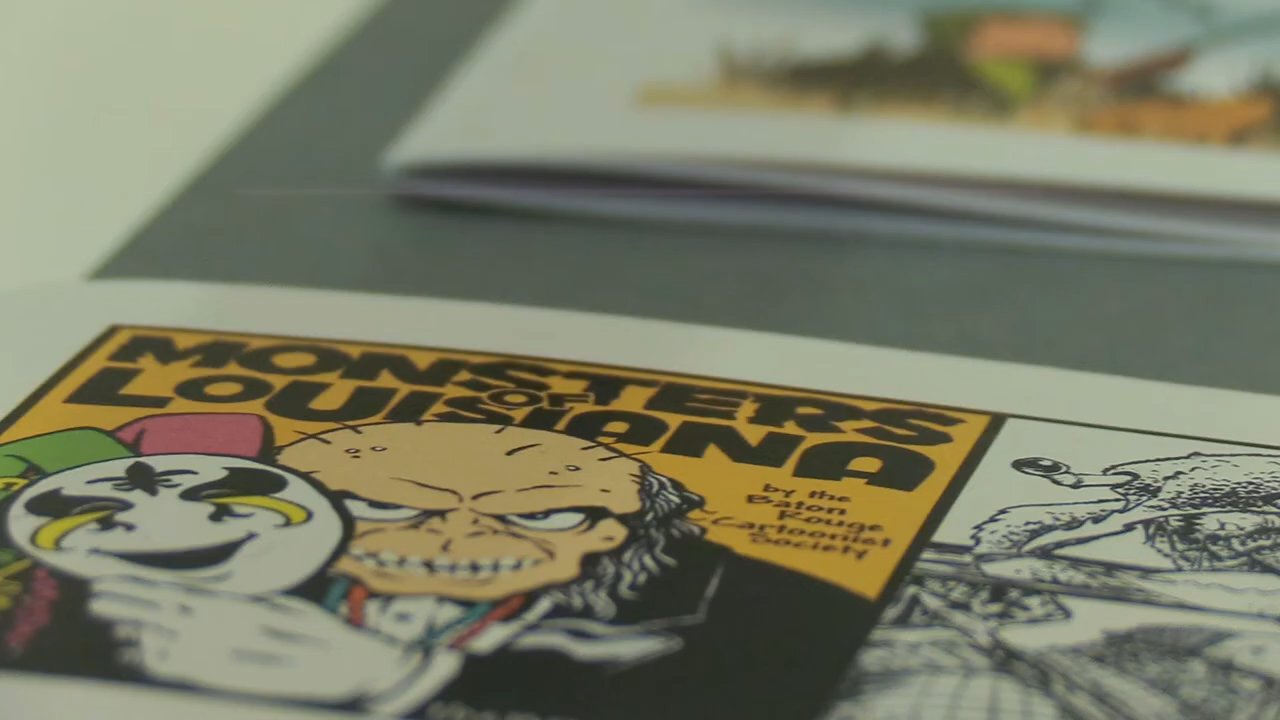 MONSTERS
OF
LOUISIANA
by the
Baton
Rouge
Cartoonist
Society